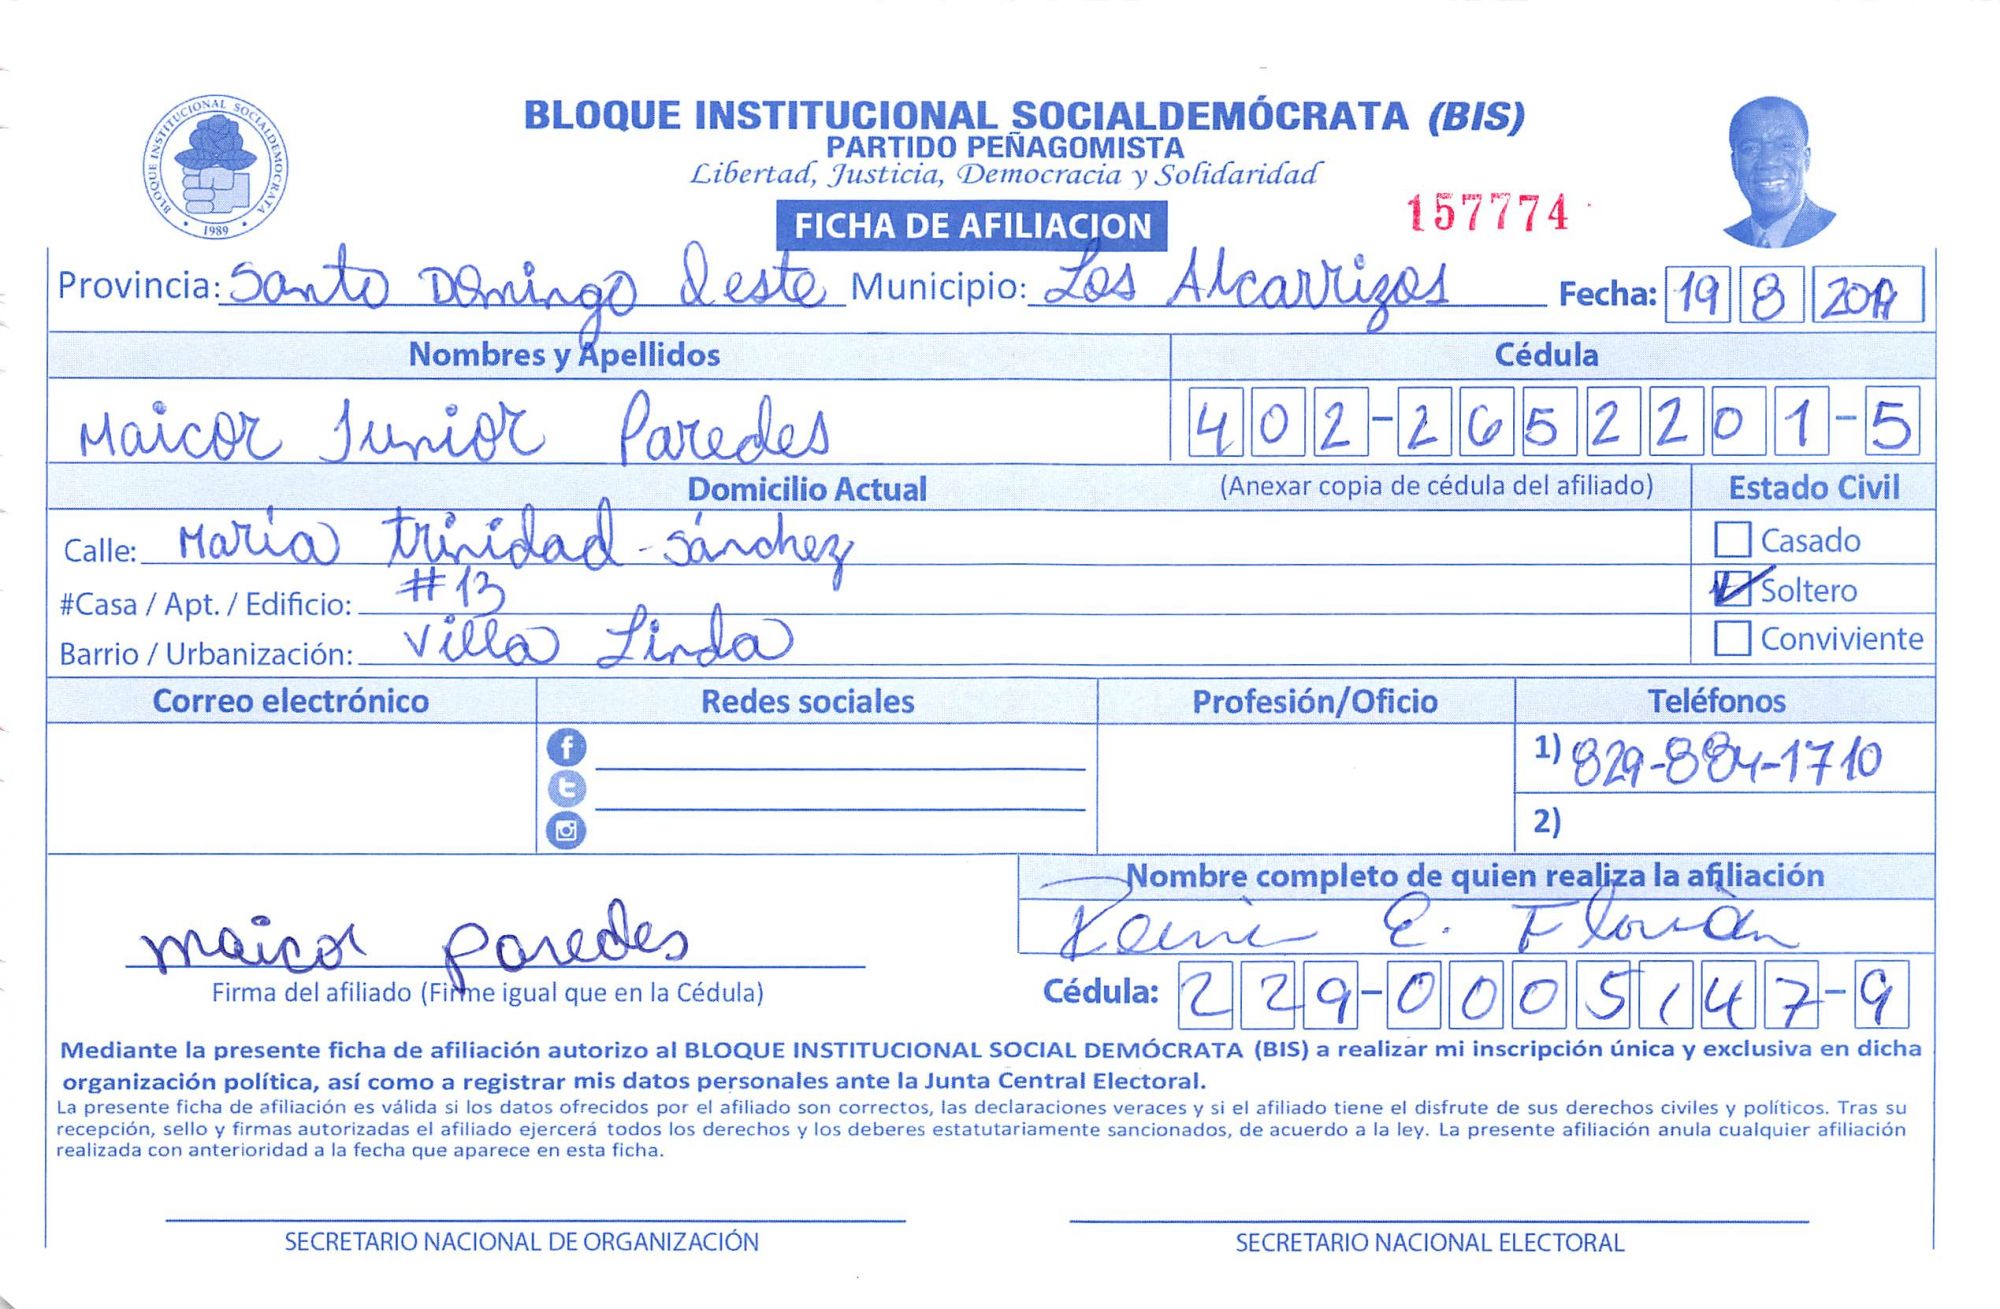 BLOQUE INSTITUCIONAL SOCIALDEMOCRATA
1989
BLOQUE INSTITUCIONAL SOCIALDEMÓCRATA (BIS)
PARTIDO PEÑAGOMISTA
Libertad, Justicia, Democracia y Solidaridad
157774
FICHA DE AFILIACION
Provincia: Santo Domingo Oeste Municipio: Los Alcarrizos Fecha: 19 8
Nombres y Apellidos Cédula
Maicor Junior Paredes 402-2652201-5
Domicilio Actual (Anexar copia de cédula del afiliado) Estado Civil
Calle: María trinidad Sánchez Casado
#Casa / Apt. / Edificio: #13 Soltero
Barrio / Urbanización: Villa Linda Conviviente
Correo electrónico Redes sociales Profesión/Oficio Teléfonos
1) 829-884-1710
2)
Nombre completo de quien realiza la afiliación
E. Florián
maicor paredes
Firma del afiliado (Firme igual que en la Cédula) Cédula: 229-0005147-9
Mediante la presente ficha de afiliación autorizo al BLOQUE INSTITUCIONAL SOCIAL DEMÓCRATA (BIS) a realizar mi inscripción única y exclusiva en dicha
organización política, así como a registrar mis datos personales ante la Junta Central Electoral.
La presente ficha de afiliación es válida si los datos ofrecidos por el afiliado son correctos, las declaraciones veraces y si el afiliado tiene el disfrute de sus derechos civiles y políticos. Tras su
recepción, sello y firmas autorizadas el afiliado ejercerá todos los derechos y los deberes estatutariamente sancionados, de acuerdo a la ley. La presente afiliación anula cualquier afiliación
realizada con anterioridad a la fecha que aparece en esta ficha.
SECRETARIO NACIONAL DE ORGANIZACIÓN SECRETARIO NACIONAL ELECTORAL